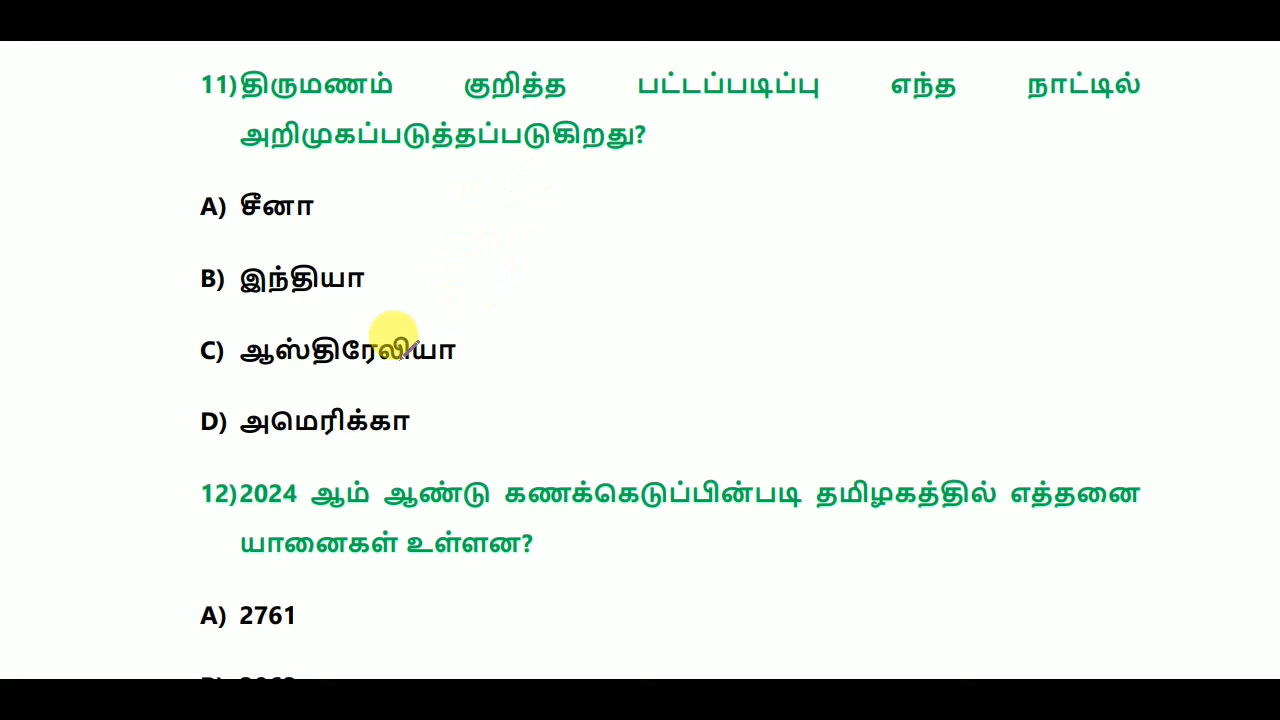 11)திருமணம் குறித்த பட்டப்படிப்பு எந்த நாட்டில்
அறிமுகப்படுத்தப்படுகிறது?
A) சீனா
B) இந்தியா
C) ஆஸ்திரேலியா
D) அமெரிக்கா
12)2024 ஆம் ஆண்டு கணக்கெடுப்பின்படி தமிழகத்தில் எத்தனை
யானைகள் உள்ளன?
A) 2761